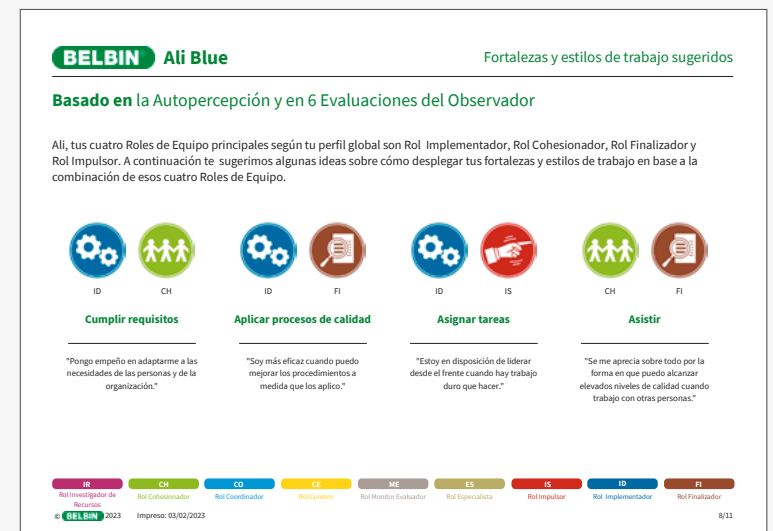 BELBIN® Ali Blue
Fortalezas y estilos de trabajo sugeridos
Basado en la Autopercepción y en 6 Evaluaciones del Observador
Ali, tus cuatro Roles de Equipo principales según tu perfil global son Rol Implementador, Rol Cohesionador, Rol Finalizador y
Rol Impulsor. A continuación te sugerimos algunas ideas sobre cómo desplegar tus fortalezas y estilos de trabajo en base a la
combinación de esos cuatro Roles de Equipo.
ID CH
Cumplir requisitos
"Pongo empeño en adaptarme a las
necesidades de las personas y de la
organización."
ID FI
Aplicar procesos de calidad
"Soy más eficaz cuando puedo
mejorar los procedimientos a
medida que los aplico."
ID IS
Asignar tareas
"Estoy en disposición de liderar
desde el frente cuando hay trabajo
duro que hacer."
CH FI
Asistir
"Se me aprecia sobre todo por la
forma en que puedo alcanzar
elevados niveles de calidad cuando
trabajo con otras personas."
IR CH CO CE ME ES IS ID FI
Rol Investigador de
Recursos
Rol Cohesionador
Rol Coordinador
Rol Cerebro
Rol Monitor Evaluador
Rol Especialista
Rol Impulsor
Rol Implementador
Rol Finalizador
© BELBIN 2023 Impreso: 03/02/2023
8/11